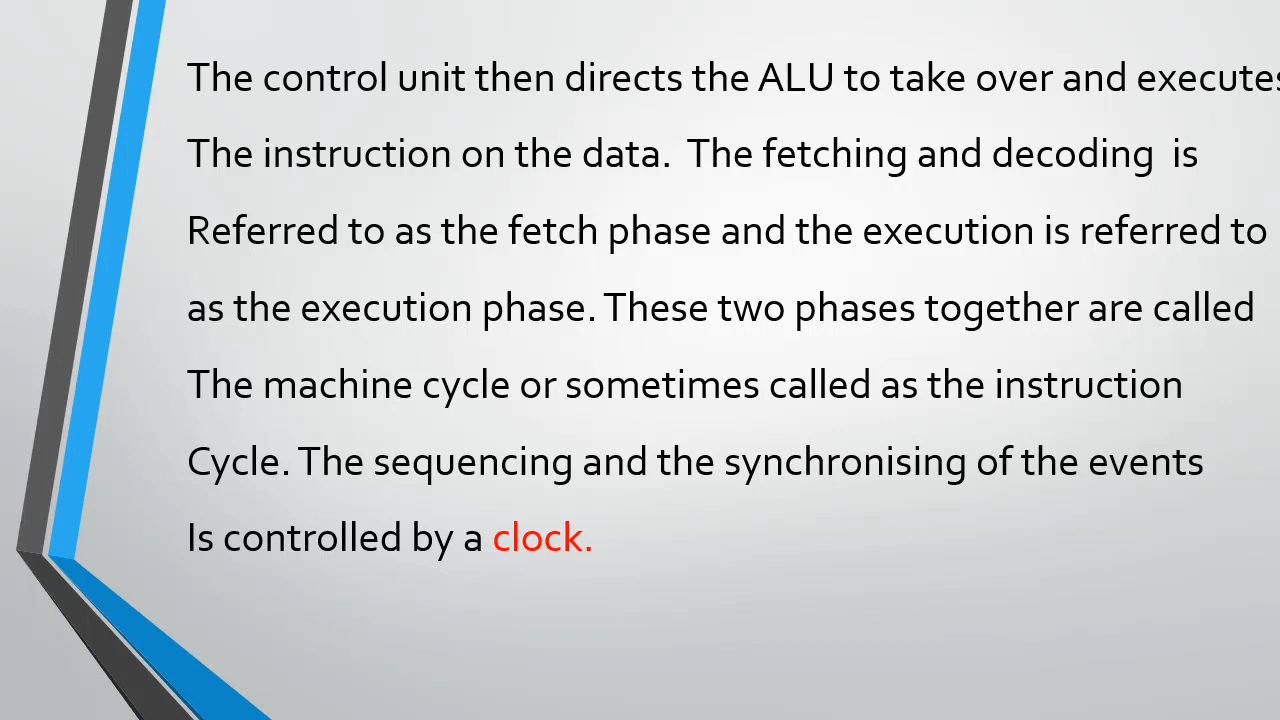 The control unit then directs the ALU to take over and executes
The instruction on the data.  The fetching and decoding  is
Referred to as the fetch phase and the execution is referred to
as the execution phase. These two phases together are called
The machine cycle or sometimes called as the instruction
Cycle. The sequencing and the synchronising of the events
Is controlled by a clock.